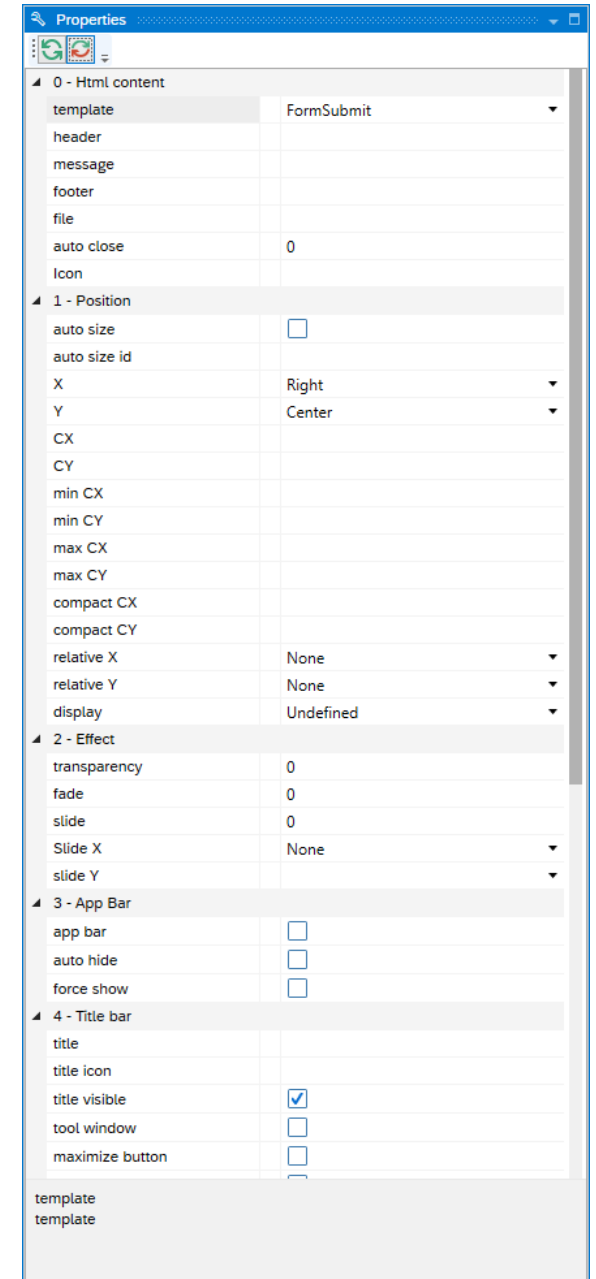 Properties
0 - Html content
template FormSubmit
header
message
footer
file
auto close 0
Icon
1 - Position
auto size
auto size id
X Right
Y Center
CX
CY
min CX
min CY
max CX
max CY
compact CX
compact CY
relative X None
relative Y None
display Undefined
2 - Effect
transparency 0
fade 0
slide 0
Slide X None
slide Y
3 - App Bar
app bar
auto hide
force show
4 - Title bar
title
title icon
title visible
tool window
maximize button
template
template